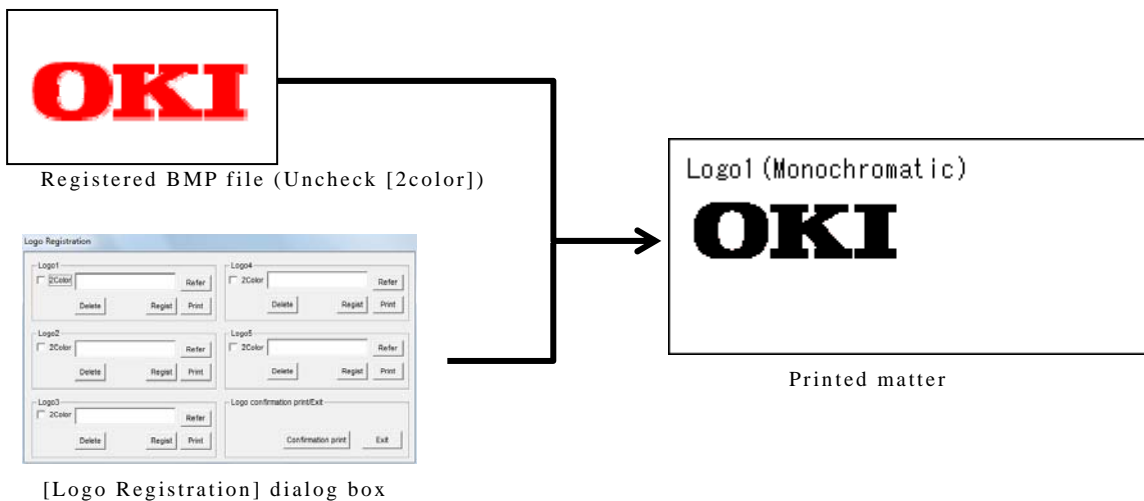 OKI
Registered BMP file (Uncheck [2color])
Logo Registration
Logo1
2Color
Refer
Delete Regist Print
Logo4
2Color
Refer
Delete Regist Print
Logo2
2Color
Refer
Delete Regist Print
Logo5
2Color
Refer
Delete Regist Print
Logo3
2Color
Refer
Delete Regist Print
Logo confirmation print/Exit
Confirmation print Exit
[Logo Registration] dialog box
Logo1(Monochromatic)
OKI
Printed matter